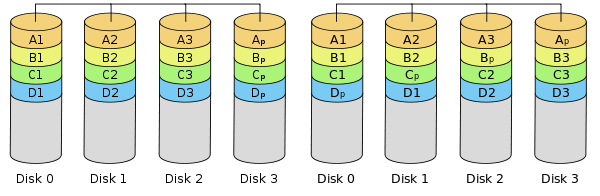 A1 A2 A3 Ap A1 A2 A3 Ap
B1 B2 B3 Bp B1 B2 Bp B3
C1 C2 C3 Cp C1 Cp C2 C3
D1 D2 D3 Dp Dp D1 D2 D3
Disk 0 Disk 1 Disk 2 Disk 3 Disk 0 Disk 1 Disk 2 Disk 3